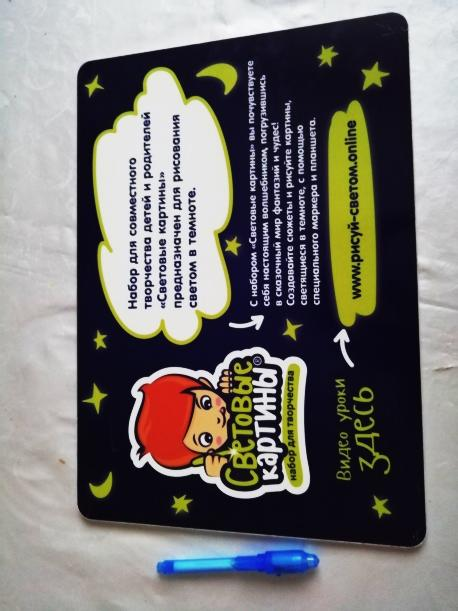 Набор для совместного
творчества детей и родителей
«Световые картины»
предназначен для рисования
светом в темноте.
С набором «Световые картины» вы почувствуете
себя настоящим волшебником, погрузившись
в сказочный мир фантазий и чудес!
Создавайте сюжеты и рисуйте картины,
светящиеся в темноте, с помощью
специального маркера и планшета.
Световые
картины®
набор для творчества
Видео уроки
здесь
www.рисуй-светом.online